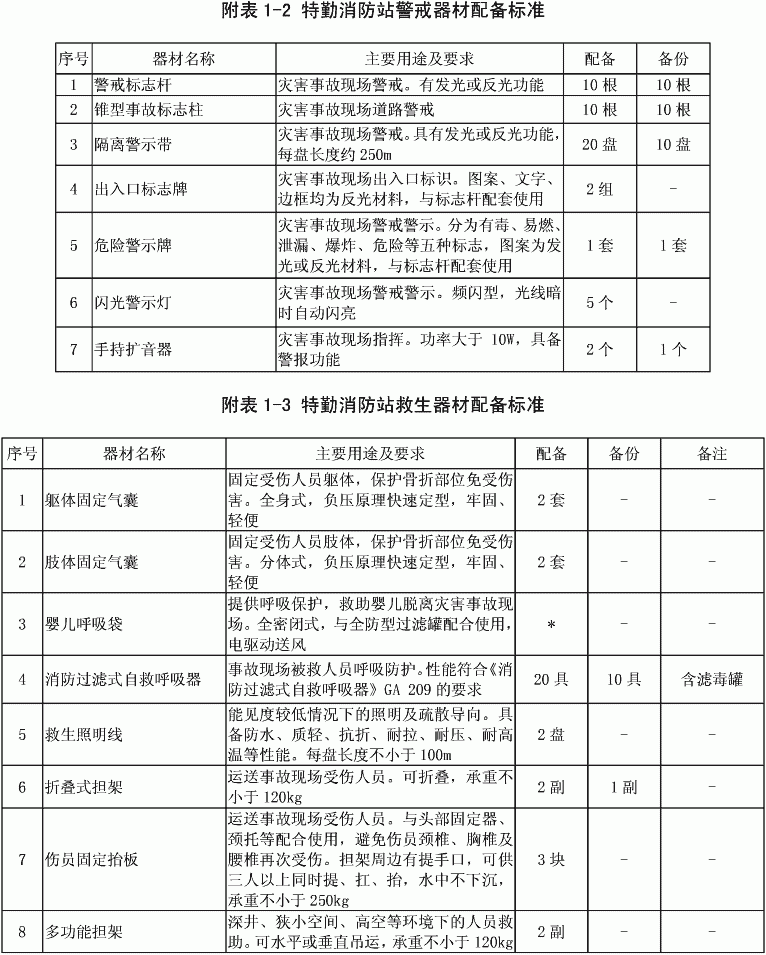 附表 1-2 特勤消防站警戒器材配备标准
序号 器材名称 主要用途及要求 配备 备份
1 警戒标志杆 灾害事故现场警戒。有发光或反光功能 10 根 10 根
2 锥型事故标志柱 灾害事故现场道路警戒 10 根 10 根
3 隔离警示带 灾害事故现场警戒。具有发光或反光功能， 20 盘 10 盘
每盘长度约 250m
4 出入口标志牌 灾害事故现场出入口标识。图案、文字、 2 组 -
边框均为反光材料，与标志杆配套使用
灾害事故现场警戒警示。分为有毒、易燃、
5 危险警示牌 泄漏、爆炸、危险等五种标志，图案为发 1 套 1 套
光或反光材料，与标志杆配套使用
6 闪光警示灯 灾害事故现场警戒警示。频闪型，光线暗 5 个 -
时自动闪亮
7 手持扩音器 灾害事故现场指挥。功率大于 10W，具备 2 个 1 个
警报功能
附表 1-3 特勤消防站救生器材配备标准
序号 器材名称 主要用途及要求 配备 备份 备注
固定受伤人员躯体，保护骨折部位免受伤
1 躯体固定气囊 害。全身式，负压原理快速定型，牢固、 2 套 - -
轻便
固定受伤人员肢体，保护骨折部位免受伤
2 肢体固定气囊 害。分体式，负压原理快速定型，牢固、 2 套 - -
轻便
提供呼吸保护，救助婴儿脱离灾害事故现
3 婴儿呼吸袋 场。全密闭式，与全防型过滤罐配合使用， * - -
电驱动送风
4 消防过滤式自救呼吸器 事故现场被救人员呼吸防护。性能符合《消 20 具 10 具 含滤毒罐
防过滤式自救呼吸器》GA 209 的要求
能见度较低情况下的照明及疏散导向。具
5 救生照明线 备防水、质轻、抗折、耐拉、耐压、耐高 2 盘 - -
温等性能。每盘长度不小于 100m
6 折叠式担架 运送事故现场受伤人员。可折叠，承重不 2 副 1 副 -
小于 120kg
运送事故现场受伤人员。与头部固定器、
颈托等配合使用，避免伤员颈椎、胸椎及
7 伤员固定抬板 腰椎再次受伤。担架周边有提手口，可供 3 块 - -
三人以上同时提、扛、抬，水中不下沉，
承重不小于 250kg
8 多功能担架 深井、狭小空间、高空等环境下的人员救 2 副 - -
助。可水平或垂直吊运，承重不小于 120kg